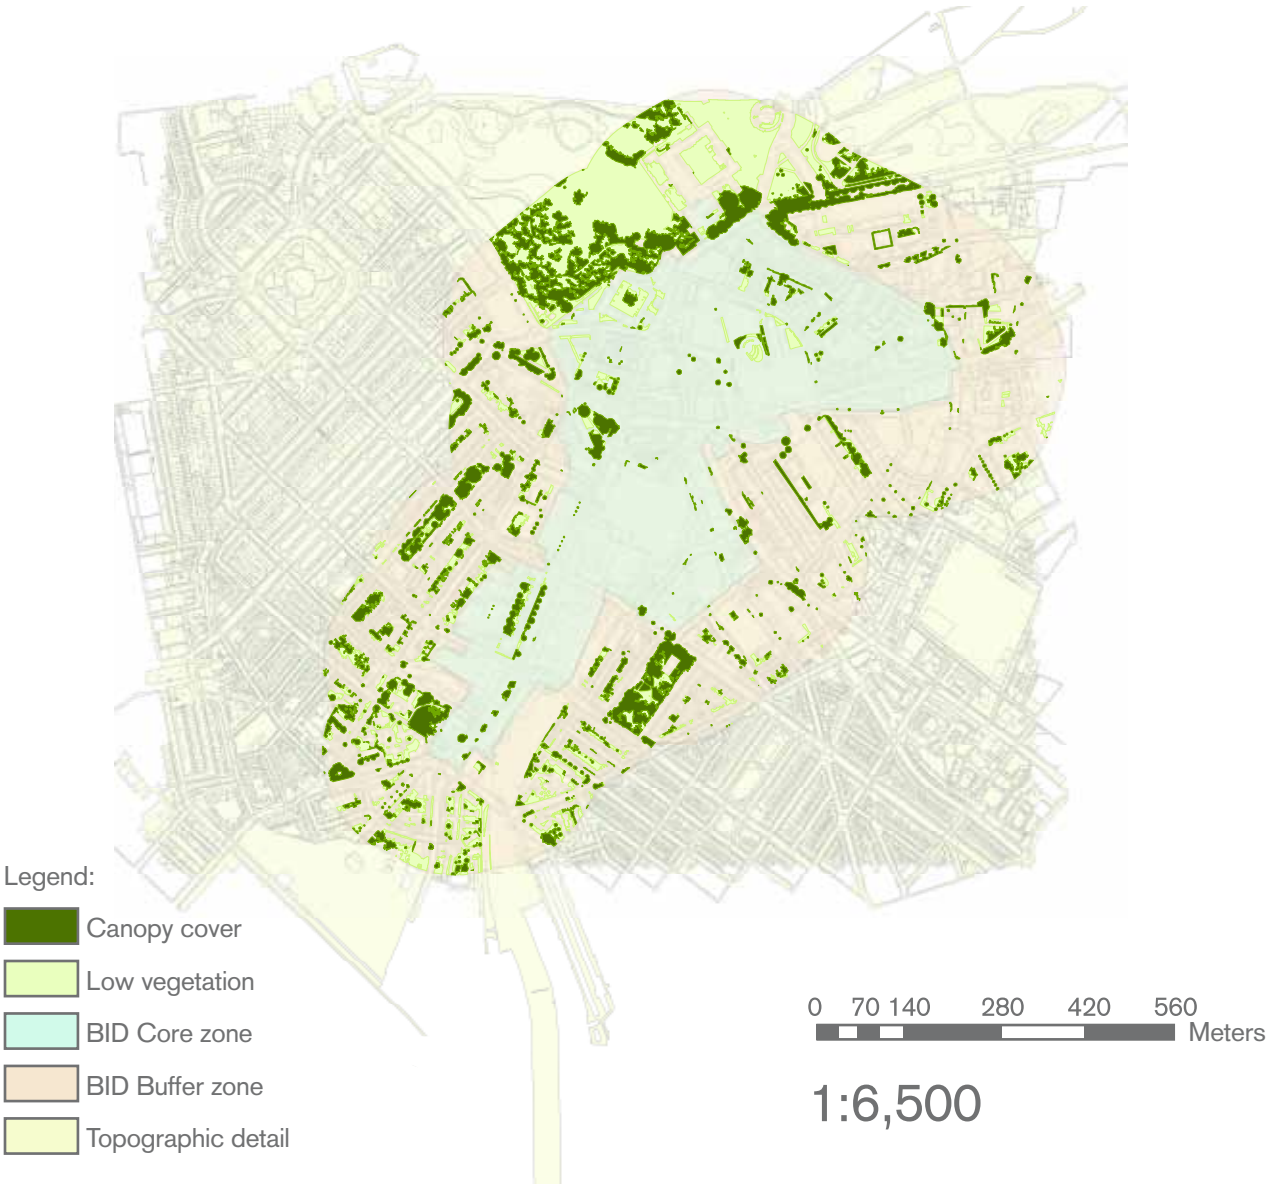 Legend:
Canopy cover
Low vegetation
BID Core zone
BID Buffer zone
Topographic detail
0 70 140 280 420 560
Meters
1:6,500